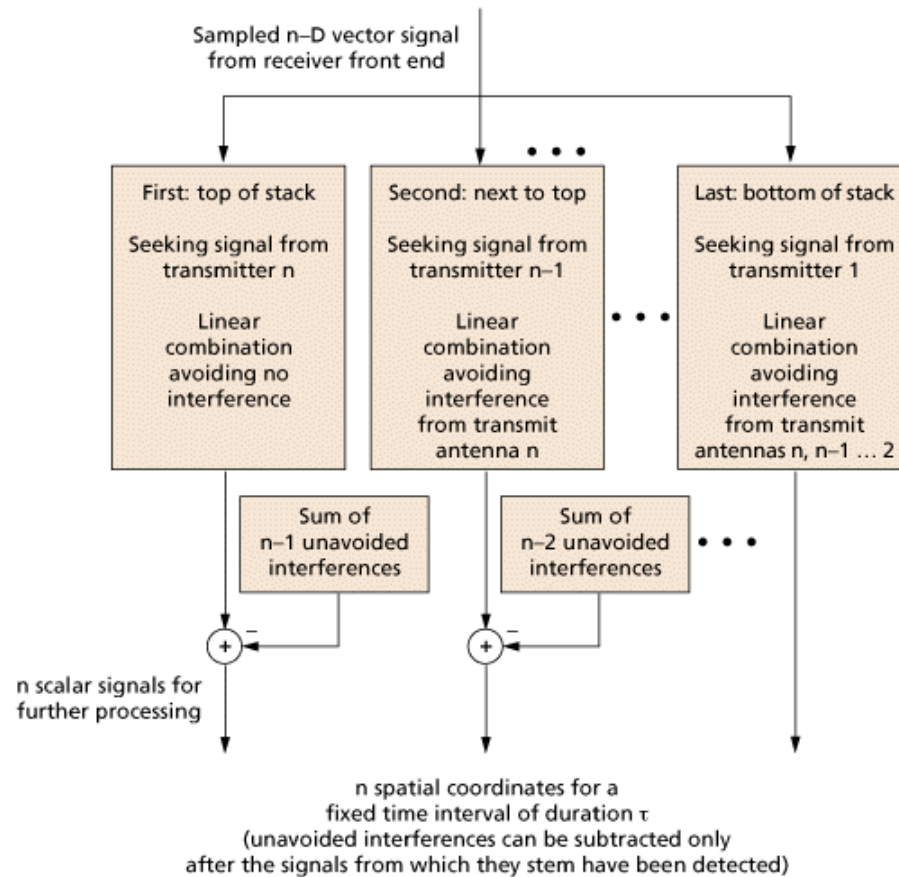 Sampled n–D vector signal
from receiver front end
• • •
First: top of stack
Seeking signal from
transmitter n
Linear
combination
avoiding no
interference
Second: next to top
Seeking signal from
transmitter n–1
Linear
combination
avoiding
interference
from transmit
antenna n
• • •
Last: bottom of stack
Seeking signal from
transmitter 1
Linear
combination
avoiding
interference
from transmit
antennas n, n–1 ... 2
Sum of
n–1 unavoided
interferences
Sum of
n–2 unavoided
interferences
• • •
–
+
–
+
n scalar signals for
further processing
n spatial coordinates for a
fixed time interval of duration τ
(unavoided interferences can be subtracted only
after the signals from which they stem have been detected)